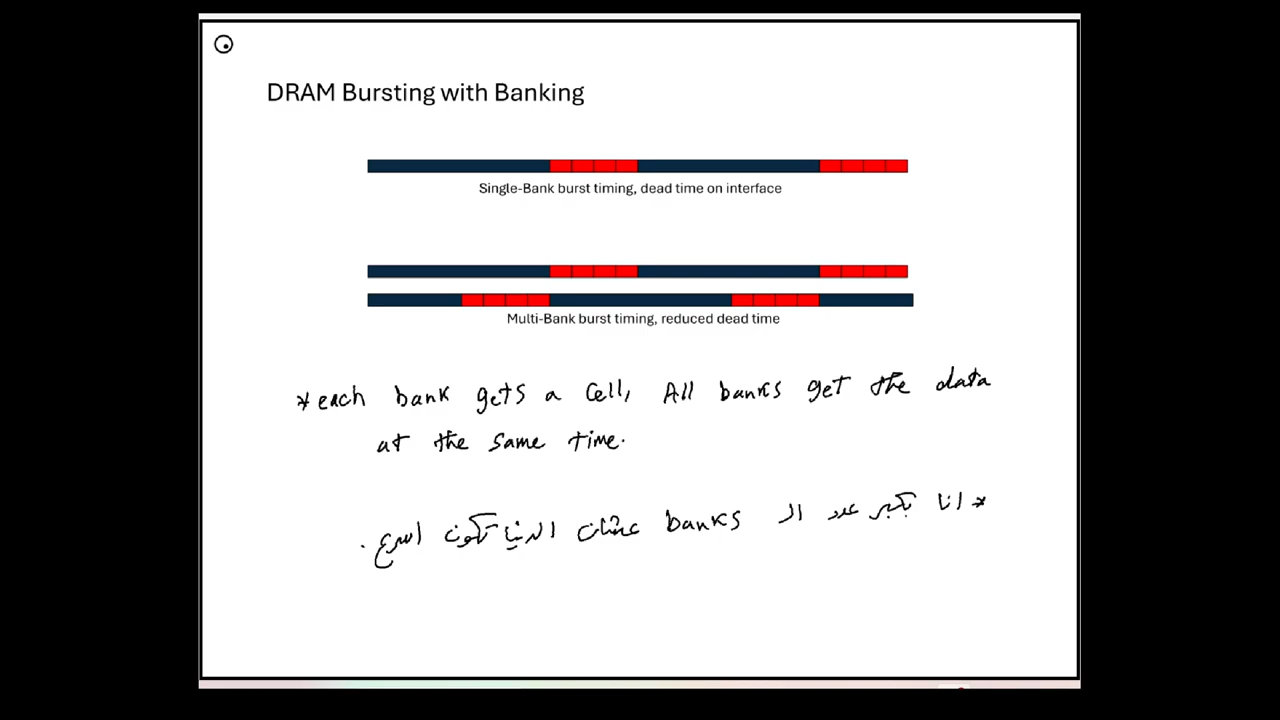 DRAM Bursting with Banking
Single-Bank burst timing, dead time on interface
Multi-Bank burst timing, reduced dead time
* each bank gets a Cell, All banks get the data
at the same time.
* انا بكبر عدد الـ banks عشان الدنيا تكون اسرع .